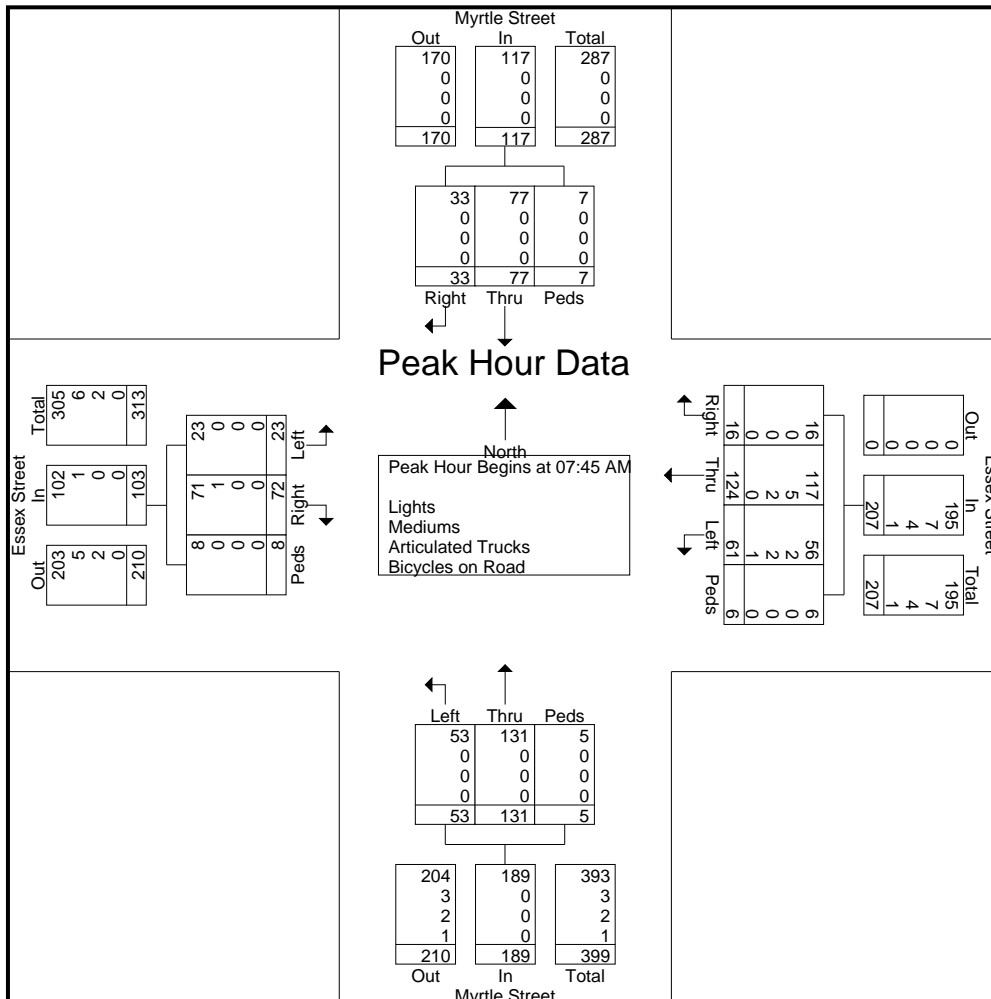 Myrtle Street
Out In Total
170 117 287
0 0 0
0 0 0
0 0 0
170 117 287
33 77 7
0 0 0
0 0 0
0 0 0
33 77 7
Right Thru Peds
Peak Hour Data
North
Peak Hour Begins at 07:45 AM
Lights
Mediums
Articulated Trucks
Bicycles on Road
Essex Street
Out In Total
203 102 305
5 1 6
2 0 2
0 0 0
210 103 313
23 71 8
0 1 0
0 0 0
0 0 0
23 72 8
Left Right Peds
Essex Street
Out In Total
0 195 195
0 7 7
0 4 4
0 1 1
0 207 207
16 117 56 6
0 5 2 0
0 2 2 0
0 0 1 0
16 124 61 6
Right Thru Left Peds
Left Thru Peds
53 131 5
0 0 0
0 0 0
0 0 0
53 131 5
204 189 393
3 0 3
2 0 2
1 0 1
210 189 399
Out In Total
Myrtle Street